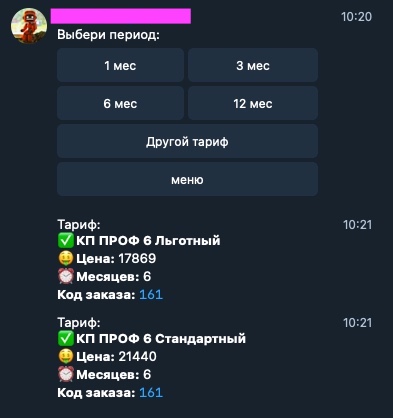 10:20
Выбери период:
1 мес
3 мес
6 мес
12 мес
Другой тариф
меню
Тариф:
10:21
✅КП ПРОФ 6 Льготный
🤑Цена: 17869
⏰Месяцев: 6
Код заказа: 161
Тариф:
10:21
✅КП ПРОФ 6 Стандартный
🤑Цена: 21440
⏰Месяцев: 6
Код заказа: 161